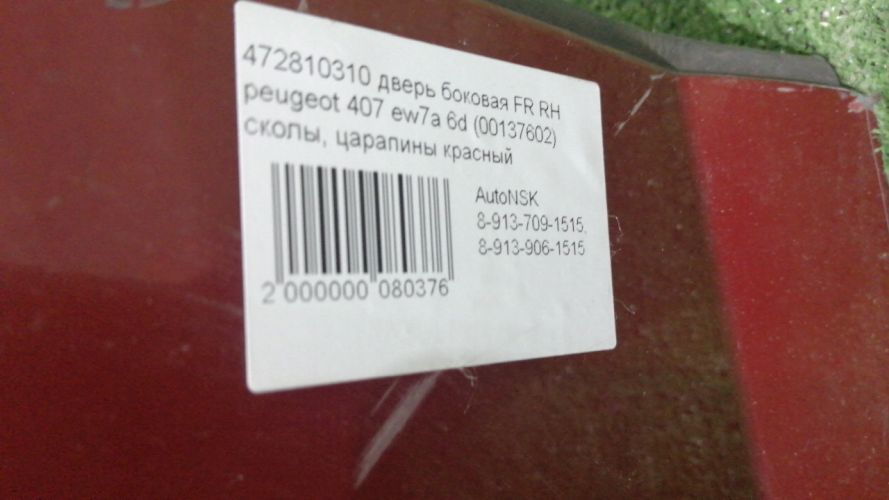 472810310 дверь боковая FR RH
peugeot 407 ew7a 6d (00137602)
сколы, царапины красный
AutoNSK
8-913-709-1515,
8-913-906-1515
2 000000 080376